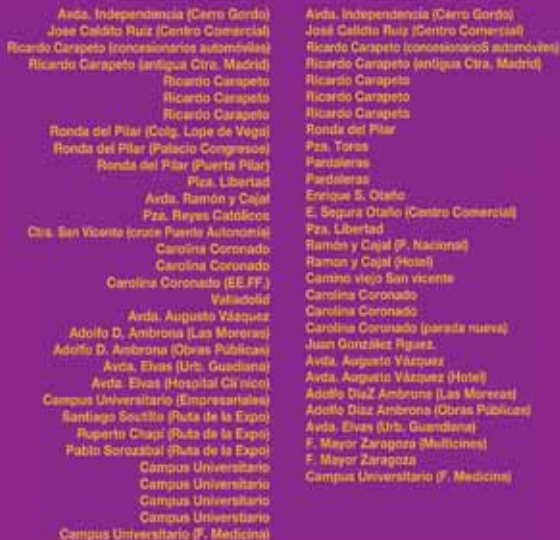 Avda. Independencia (Cerro Gordo)
Jose Caldito Ruiz (Centro Comercial)
Ricardo Carapeto (concesionarios automóviles)
Ricardo Carapeto (antigua Ctra. Madrid)
Ricardo Carapeto
Ricardo Carapeto
Ricardo Carapeto
Ronda del Pilar (Colg. Lope de Vega)
Ronda del Pilar (Palacio Congresos)
Ronda del Pilar (Puerta Pilar)
Plza. Libertad
Avda. Ramón y Cajal
Pza. Reyes Católicos
Ctra. San Vicente (cruce Puente Autonomía)
Carolina Coronado
Carolina Coronado
Carolina Coronado (EE.FF.)
Valladolid
Avda. Augusto Vázquez
Adolfo D. Ambrona (Las Moreras)
Adolfo D. Ambrona (Obras Públicas)
Avda. Elvas (Urb. Guadiana)
Avda. Elvas (Hospital Clínico)
Campus Universitario (Empresariales)
Santiago Soutillo (Ruta de la Expo)
Ruperto Chapí (Ruta de la Expo)
Pablo Sorozábal (Ruta de la Expo)
Campus Universitario
Campus Universitario
Campus Universitario
Campus Universtiario
Campus Universitario (F. Medicina)
Avda. Independencia (Cerro Gordo)
José Caldito Ruiz (Centro Comercial)
Ricardo Carapeto (concesionarioS automóviles)
Ricardo Carapeto (antigua Ctra. Madrid)
Ricardo Carapeto
Ricardo Carapeto
Ricardo Carapeto
Ronda del Pilar
Pza. Toros
Pardaleras
Pardaleras
Enrique S. Otaño
E. Segura Otaño (Centro Comercial)
Pza. Libertad
Ramón y Cajal (P. Nacional)
Ramon y Cajal (Hotel)
Camino viejo San vicente
Carolina Coronado
Carolina Coronado
Carolina Coronado (parada nueva)
Juan González Rguez.
Avda. Augusto Vázquez
Avda. Augusto Vázquez (Hotel)
Adolfo DíaZ Ambrona (Las Moreras)
Adolfo Díaz Ambrona (Obras Públicas)
Avda. Elvas (Urb. Guandiana)
F. Mayor Zaragoza (Multicines)
F. Mayor Zaragoza
Campus Universitario (F. Medicina)